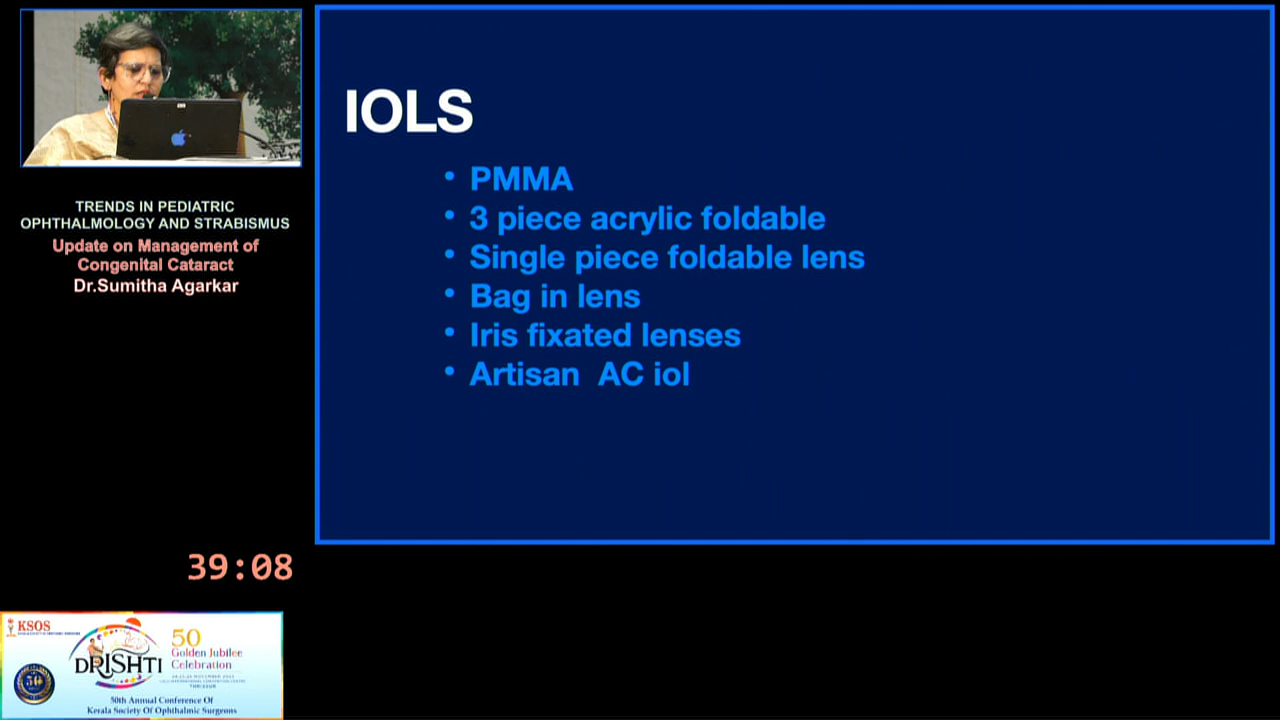 IOLS
• PMMA
• 3 piece acrylic foldable
• Single piece foldable lens
• Bag in lens
• Iris fixated lenses
• Artisan AC iol
TRENDS IN PEDIATRIC
OPHTHALMOLOGY AND STRABISMUS
Update on Management of
Congenital Cataract
Dr.Sumitha Agarkar
39:08
KSOS
DRISHTI
50
Golden Jubilee
Celebration
50th Annual Conference Of
Kerala Society Of Ophthalmic Surgeons